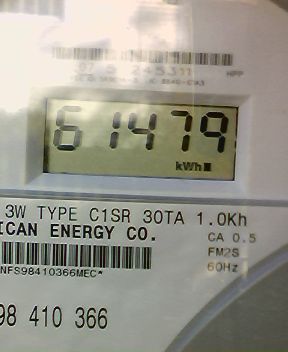 61479
kWh
3W TYPE C1SR 30TA 1.0Kh
ICAN ENERGY CO.
CA 0.5
FM2S
60Hz
*NFS98410366MEC*
98 410 366